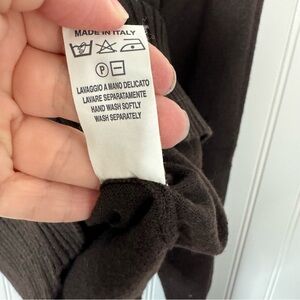 MADE IN ITALY
P
LAVAGGIO A MANO DELICATO
LAVARE SEPARATAMENTE
HAND WASH SOFTLY
WASH SEPARATELY